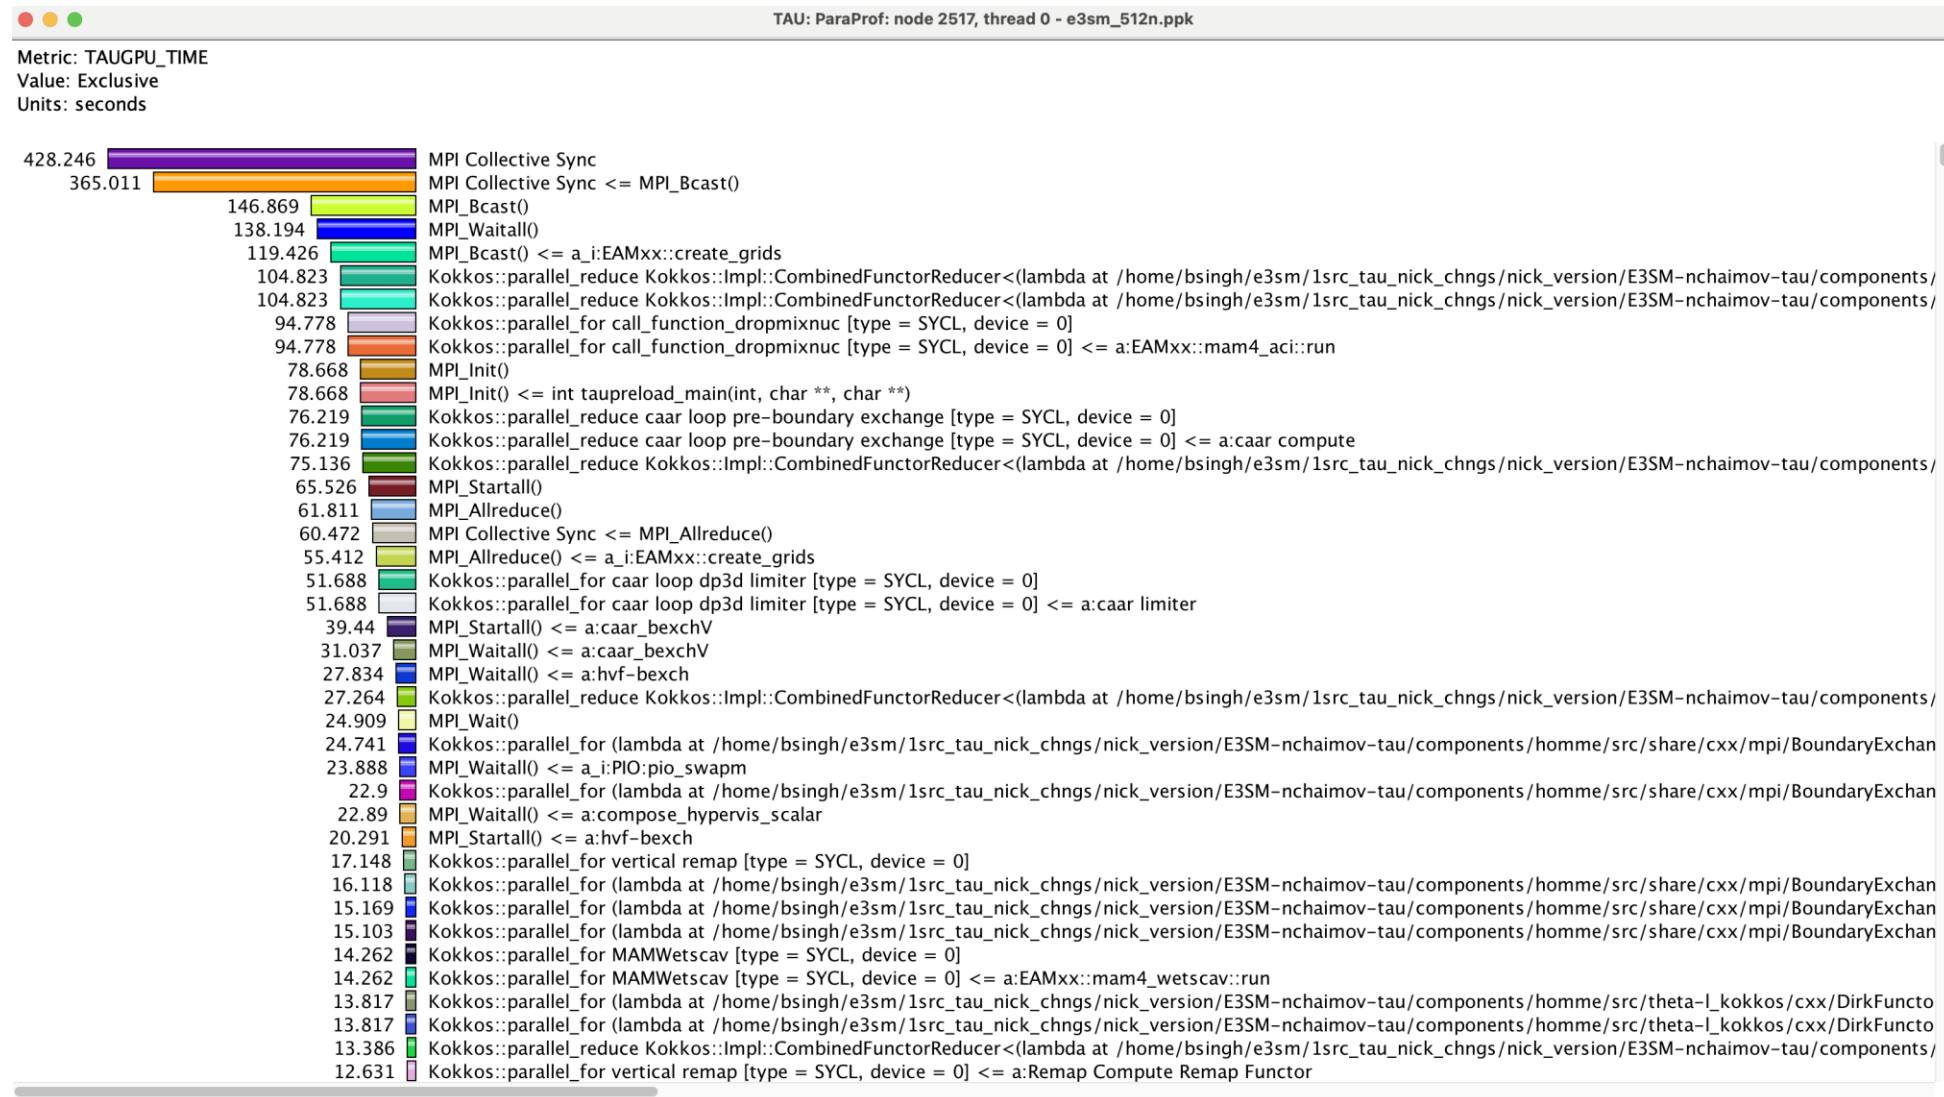 TAU: ParaProf: node 2517, thread 0 - e3sm_512n.ppk
Metric: TAUGPU_TIME
Value: Exclusive
Units: seconds
428.246 MPI Collective Sync
365.011 MPI Collective Sync <= MPI_Bcast()
146.869 MPI_Bcast()
138.194 MPI_Waitall()
119.426 MPI_Bcast() <= a_i:EAMxx::create_grids
104.823 Kokkos::parallel_reduce Kokkos::Impl::CombinedFunctorReducer<(lambda at /home/bsingh/e3sm/1src_tau_nick_chngs/nick_version/E3SM-nchaimov-tau/components/
104.823 Kokkos::parallel_reduce Kokkos::Impl::CombinedFunctorReducer<(lambda at /home/bsingh/e3sm/1src_tau_nick_chngs/nick_version/E3SM-nchaimov-tau/components/
94.778 Kokkos::parallel_for call_function_dropmixnuc [type = SYCL, device = 0]
94.778 Kokkos::parallel_for call_function_dropmixnuc [type = SYCL, device = 0] <= a:EAMxx::mam4_aci::run
78.668 MPI_Init()
78.668 MPI_Init() <= int taupreload_main(int, char **, char **)
76.219 Kokkos::parallel_reduce caar loop pre-boundary exchange [type = SYCL, device = 0]
76.219 Kokkos::parallel_reduce caar loop pre-boundary exchange [type = SYCL, device = 0] <= a:caar compute
75.136 Kokkos::parallel_reduce Kokkos::Impl::CombinedFunctorReducer<(lambda at /home/bsingh/e3sm/1src_tau_nick_chngs/nick_version/E3SM-nchaimov-tau/components/
65.526 MPI_Startall()
61.811 MPI_Allreduce()
60.472 MPI Collective Sync <= MPI_Allreduce()
55.412 MPI_Allreduce() <= a_i:EAMxx::create_grids
51.688 Kokkos::parallel_for caar loop dp3d limiter [type = SYCL, device = 0]
51.688 Kokkos::parallel_for caar loop dp3d limiter [type = SYCL, device = 0] <= a:caar limiter
39.44 MPI_Startall() <= a:caar_bexchV
31.037 MPI_Waitall() <= a:caar_bexchV
27.834 MPI_Waitall() <= a:hvf-bexch
27.264 Kokkos::parallel_reduce Kokkos::Impl::CombinedFunctorReducer<(lambda at /home/bsingh/e3sm/1src_tau_nick_chngs/nick_version/E3SM-nchaimov-tau/components/
24.909 MPI_Wait()
24.741 Kokkos::parallel_for (lambda at /home/bsingh/e3sm/1src_tau_nick_chngs/nick_version/E3SM-nchaimov-tau/components/homme/src/share/cxx/mpi/BoundaryExchan
23.888 MPI_Waitall() <= a_i:PIO:pio_swapm
22.9 Kokkos::parallel_for (lambda at /home/bsingh/e3sm/1src_tau_nick_chngs/nick_version/E3SM-nchaimov-tau/components/homme/src/share/cxx/mpi/BoundaryExchan
22.89 MPI_Waitall() <= a:compose_hypervis_scalar
20.291 MPI_Startall() <= a:hvf-bexch
17.148 Kokkos::parallel_for vertical remap [type = SYCL, device = 0]
16.118 Kokkos::parallel_for (lambda at /home/bsingh/e3sm/1src_tau_nick_chngs/nick_version/E3SM-nchaimov-tau/components/homme/src/share/cxx/mpi/BoundaryExchan
15.169 Kokkos::parallel_for (lambda at /home/bsingh/e3sm/1src_tau_nick_chngs/nick_version/E3SM-nchaimov-tau/components/homme/src/share/cxx/mpi/BoundaryExchan
15.103 Kokkos::parallel_for (lambda at /home/bsingh/e3sm/1src_tau_nick_chngs/nick_version/E3SM-nchaimov-tau/components/homme/src/share/cxx/mpi/BoundaryExchan
14.262 Kokkos::parallel_for MAMWetscav [type = SYCL, device = 0]
14.262 Kokkos::parallel_for MAMWetscav [type = SYCL, device = 0] <= a:EAMxx::mam4_wetscav::run
13.817 Kokkos::parallel_for (lambda at /home/bsingh/e3sm/1src_tau_nick_chngs/nick_version/E3SM-nchaimov-tau/components/homme/src/theta-l_kokkos/cxx/DirkFuncto
13.817 Kokkos::parallel_for (lambda at /home/bsingh/e3sm/1src_tau_nick_chngs/nick_version/E3SM-nchaimov-tau/components/homme/src/theta-l_kokkos/cxx/DirkFuncto
13.386 Kokkos::parallel_reduce Kokkos::Impl::CombinedFunctorReducer<(lambda at /home/bsingh/e3sm/1src_tau_nick_chngs/nick_version/E3SM-nchaimov-tau/components/
12.631 Kokkos::parallel_for vertical remap [type = SYCL, device = 0] <= a:Remap Compute Remap Functor